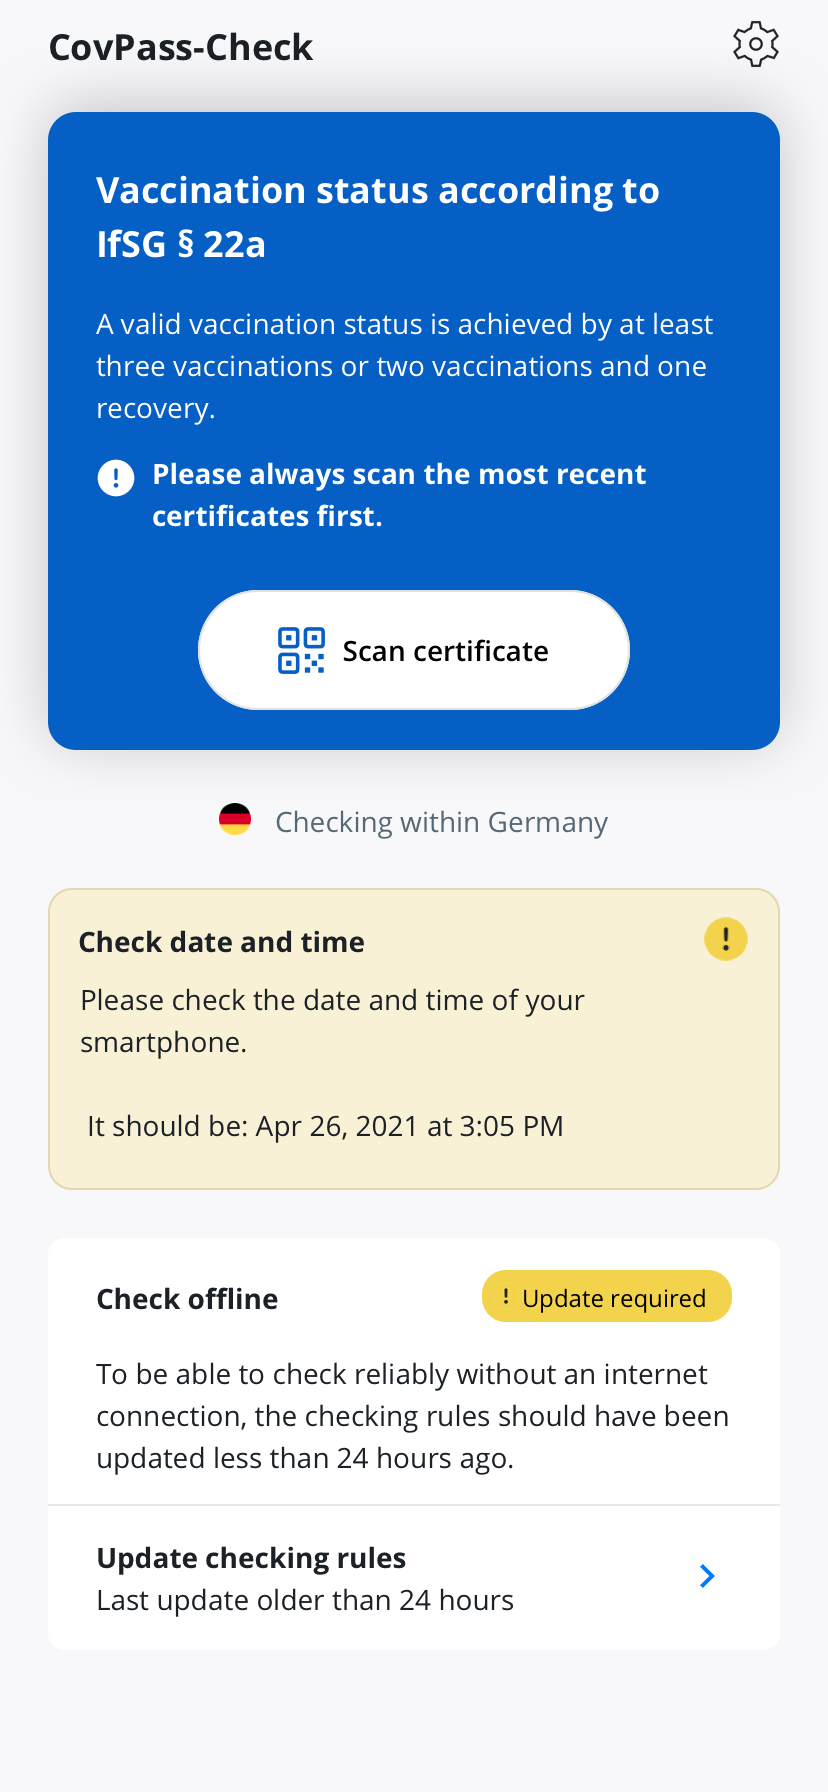 CovPass-Check
Vaccination status according to
IfSG § 22a
A valid vaccination status is achieved by at least
three vaccinations or two vaccinations and one
recovery.
Please always scan the most recent
certificates first.
Scan certificate
Checking within Germany
Check date and time
Please check the date and time of your
smartphone.
It should be: Apr 26, 2021 at 3:05 PM
Check offline
! Update required
To be able to check reliably without an internet
connection, the checking rules should have been
updated less than 24 hours ago.
Update checking rules
Last update older than 24 hours